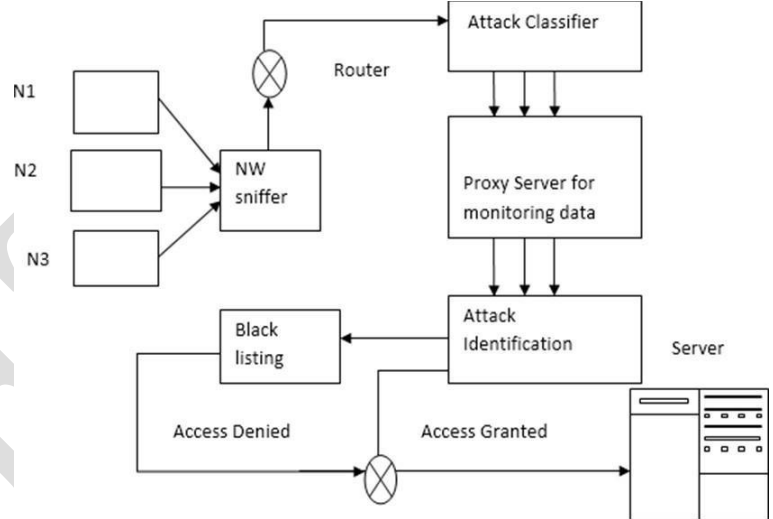 Attack Classifier
Router
N1
N2
N3
NW
sniffer
Proxy Server for
monitoring data
Attack
Identification
Black
listing
Server
Access Denied
Access Granted